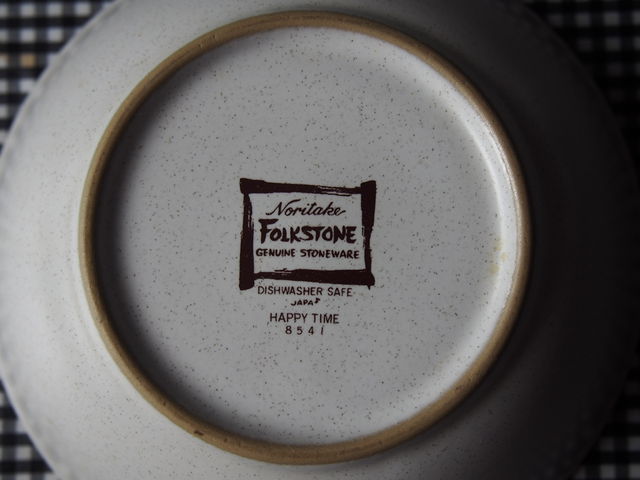 Noritake
FOLKSTONE
GENUINE STONEWARE
DISHWASHER SAFE
JAPAN
HAPPY TIME
8541